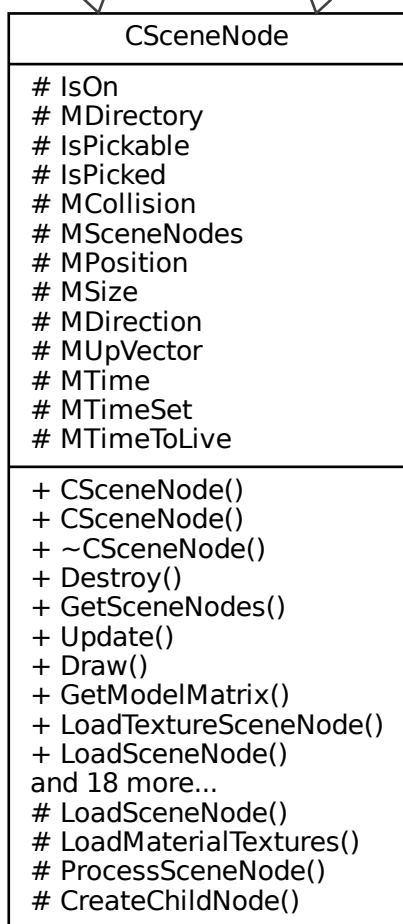 CSceneNode
# IsOn
# MDirectory
# IsPickable
# IsPicked
# MCollision
# MSceneNodes
# MPosition
# MSize
# MDirection
# MUpVector
# MTime
# MTimeSet
# MTimeToLive
+ CSceneNode()
+ CSceneNode()
+ ~CSceneNode()
+ Destroy()
+ GetSceneNodes()
+ Update()
+ Draw()
+ GetModelMatrix()
+ LoadTextureSceneNode()
+ LoadSceneNode()
and 18 more...
# LoadSceneNode()
# LoadMaterialTextures()
# ProcessSceneNode()
# CreateChildNode()